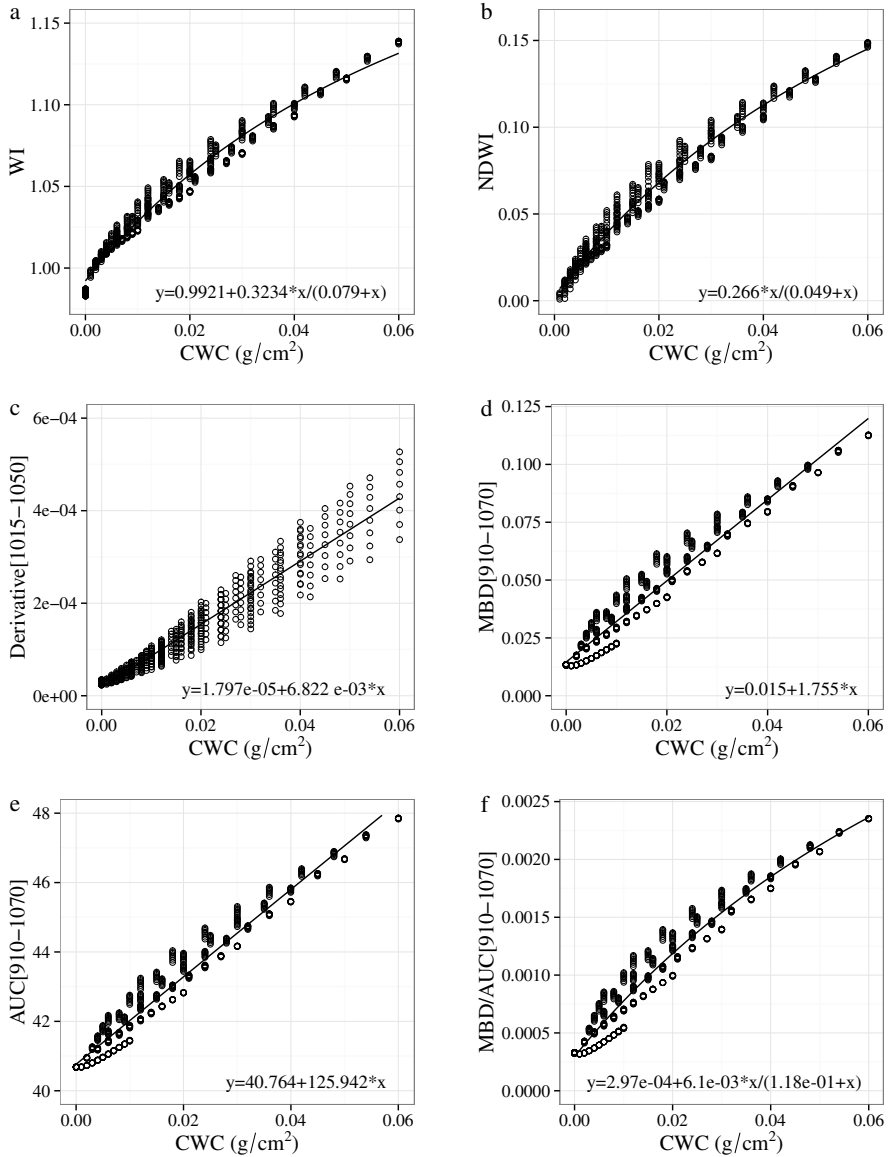 a
1.15
1.10
1.05
1.00
WI
y=0.9921+0.3234*x/(0.079+x)
0.00 0.02 0.04 0.06
CWC (g/cm²)
b
0.15
0.10
0.05
0.00
NDWI
y=0.266*x/(0.049+x)
0.00 0.02 0.04 0.06
CWC (g/cm²)
c
6e−04
4e−04
2e−04
0e+00
Derivative[1015−1050]
y=1.797e-05+6.822 e-03*x
0.00 0.02 0.04 0.06
CWC (g/cm²)
d
0.125
0.100
0.075
0.050
0.025
0.000
MBD[910−1070]
y=0.015+1.755*x
0.00 0.02 0.04 0.06
CWC (g/cm²)
e
48
46
44
42
40
AUC[910−1070]
y=40.764+125.942*x
0.00 0.02 0.04 0.06
CWC (g/cm²)
f
0.0025
0.0020
0.0015
0.0010
0.0005
0.0000
MBD/AUC[910−1070]
y=2.97e-04+6.1e-03*x/(1.18e-01+x)
0.00 0.02 0.04 0.06
CWC (g/cm²)